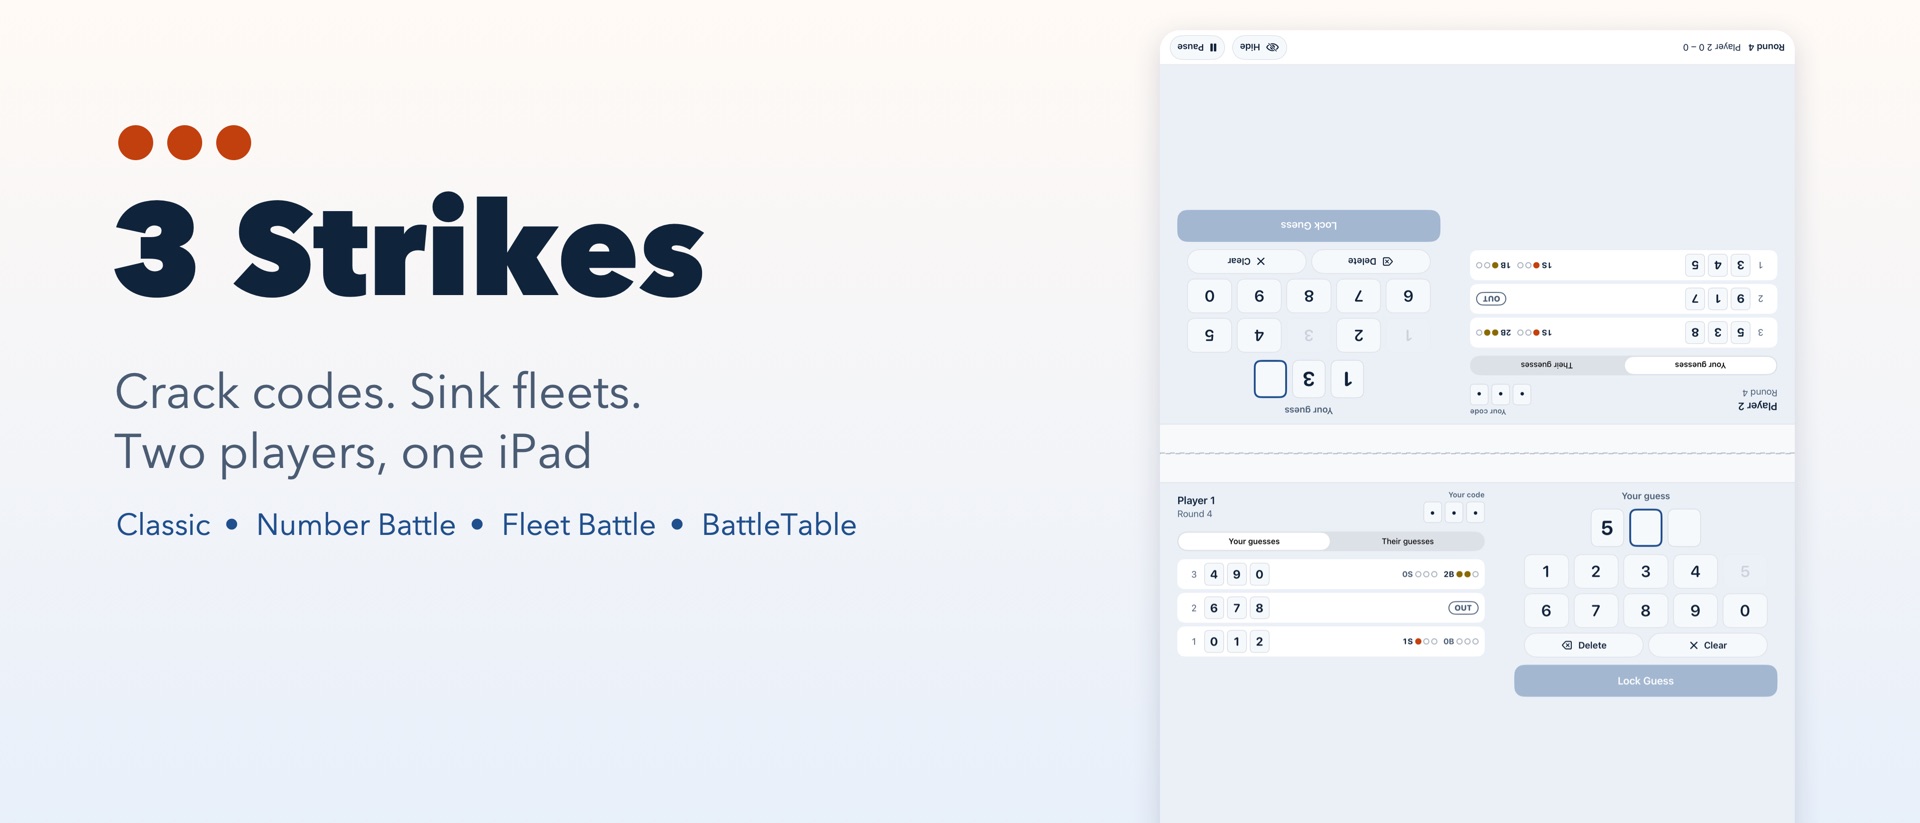 3 Strikes
Crack codes. Sink fleets.
Two players, one iPad
Classic • Number Battle • Fleet Battle • BattleTable
Round 4 Player 2 0 – 0
Hide
Pause
Player 2
Round 4
Your code
• • •
Your guesses
Their guesses
3 5 3 8 1S 2B
2 9 1 7 OUT
1 3 4 5 1S 1B
Your guess
1 3
1 2 3 4 5
6 7 8 9 0
Delete
Clear
Lock Guess
Player 1
Round 4
Your code
• • •
Your guesses
Their guesses
3 4 9 0 0S 2B
2 6 7 8 OUT
1 0 1 2 1S 0B
Your guess
5
1 2 3 4 5
6 7 8 9 0
Delete
Clear
Lock Guess